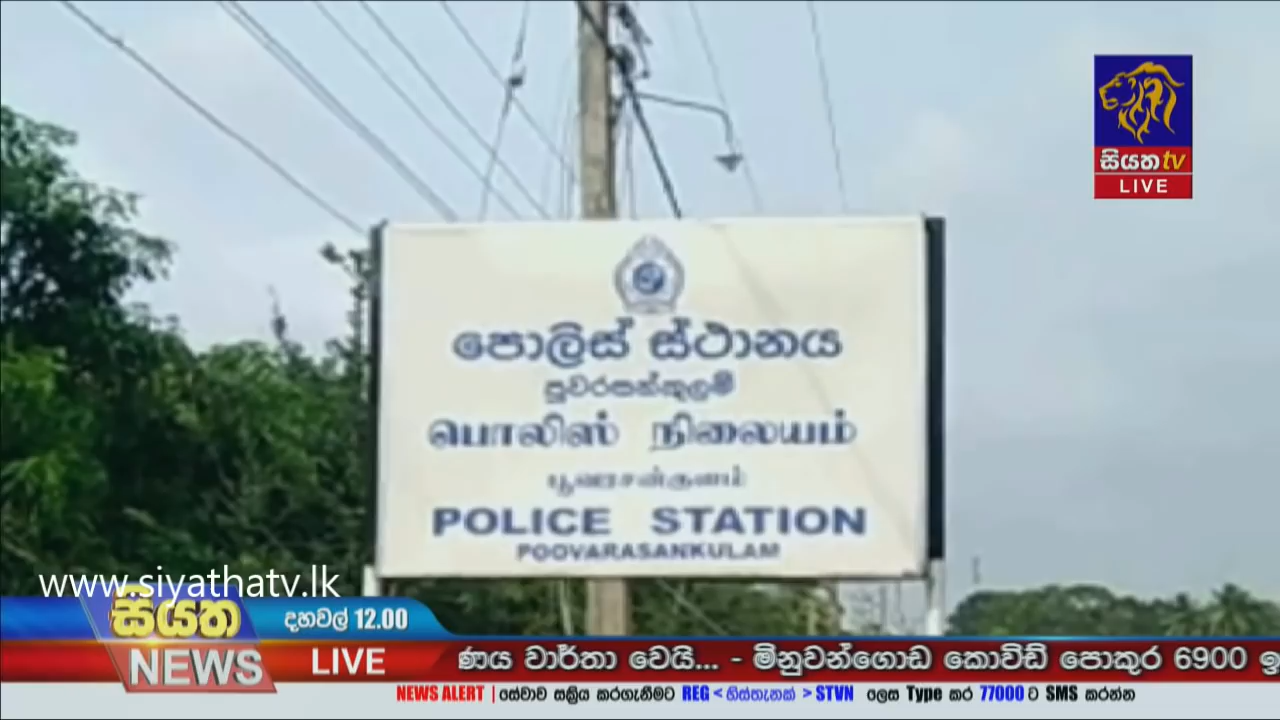 සියත tv
LIVE
පොලිස් ස්ථානය
පූවරසන්කුලම්
பொலிஸ் நிலையம்
பூவரசன்குளம்
POLICE STATION
POOVARASANKULAM
www.siyathatv.lk
සියත
දහවල් 12.00
NEWS
LIVE
ණය වාර්තා වෙයි... - මිනුවන්ගොඩ කොවිඩ් පොකුර 6900 ඉ
NEWS ALERT | සේවාව සක්‍රිය කරගැනීමට REG < හිස්තැනක් > STVN ලෙස Type කර 77000 ට SMS කරන්න